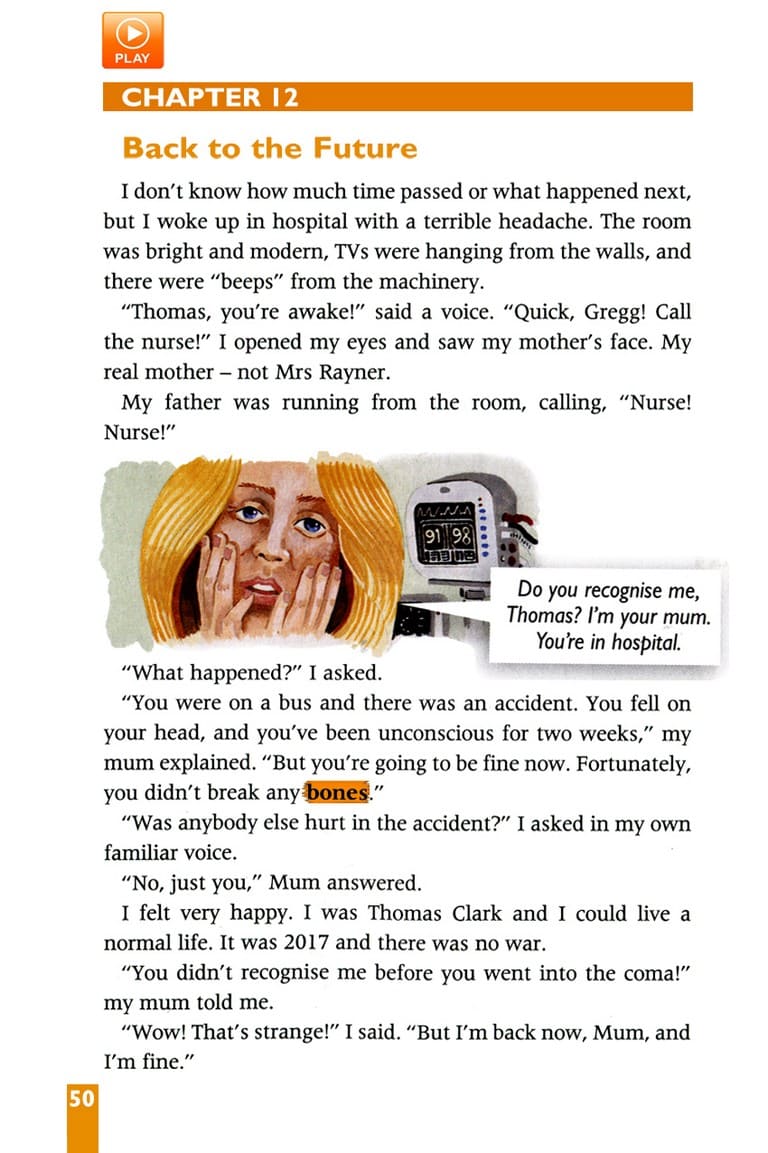 PLAY
CHAPTER 12
Back to the Future
I don't know how much time passed or what happened next,
but I woke up in hospital with a terrible headache. The room
was bright and modern, TVs were hanging from the walls, and
there were “beeps” from the machinery.
“Thomas, you're awake!” said a voice. “Quick, Gregg! Call
the nurse!” I opened my eyes and saw my mother's face. My
real mother – not Mrs Rayner.
My father was running from the room, calling, “Nurse!
Nurse!”
91 98
Do you recognise me,
Thomas? I'm your mum.
You're in hospital.
“What happened?” I asked.
“You were on a bus and there was an accident. You fell on
your head, and you've been unconscious for two weeks,” my
mum explained. “But you're going to be fine now. Fortunately,
you didn't break any bones.”
“Was anybody else hurt in the accident?” I asked in my own
familiar voice.
“No, just you,” Mum answered.
I felt very happy. I was Thomas Clark and I could live a
normal life. It was 2017 and there was no war.
“You didn't recognise me before you went into the coma!”
my mum told me.
“Wow! That's strange!” I said. “But I'm back now, Mum, and
I'm fine.”
50